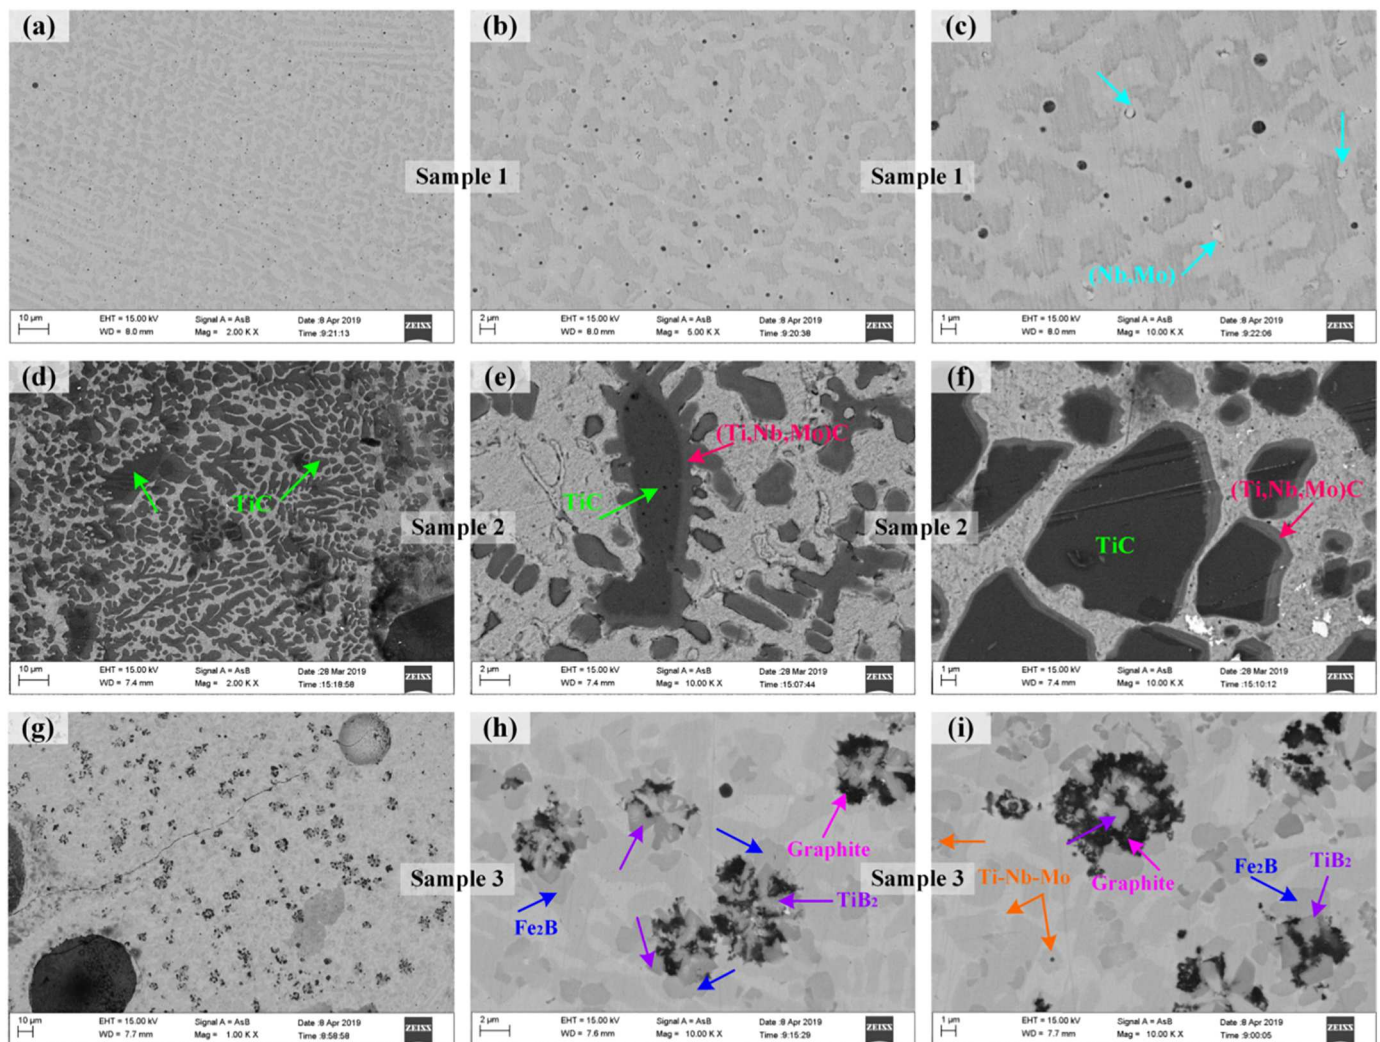 (a)
(b)
(c)
Sample 1
Sample 1
(Nb,Mo)
10 µm
EHT = 15.00 kV
WD = 8.0 mm
Signal A = AsB
Mag = 2.00 K X
Date :8 Apr 2019
Time :9:21:13
ZEISS
2 µm
EHT = 15.00 kV
WD = 8.0 mm
Signal A = AsB
Mag = 5.00 K X
Date :8 Apr 2019
Time :9:20:38
ZEISS
1 µm
EHT = 15.00 kV
WD = 8.0 mm
Signal A = AsB
Mag = 10.00 K X
Date :8 Apr 2019
Time :9:22:06
ZEISS
(d)
(e)
(f)
TiC
Sample 2
(Ti,Nb,Mo)C
TiC
Sample 2
(Ti,Nb,Mo)C
TiC
10 µm
EHT = 15.00 kV
WD = 7.4 mm
Signal A = AsB
Mag = 2.00 K X
Date :28 Mar 2019
Time :15:18:58
ZEISS
2 µm
EHT = 15.00 kV
WD = 7.4 mm
Signal A = AsB
Mag = 10.00 K X
Date :28 Mar 2019
Time :15:07:44
ZEISS
1 µm
EHT = 15.00 kV
WD = 7.4 mm
Signal A = AsB
Mag = 10.00 K X
Date :28 Mar 2019
Time :15:10:12
ZEISS
(g)
(h)
(i)
Sample 3
Graphite
Fe₂B
TiB₂
Sample 3
Ti-Nb-Mo
Graphite
Fe₂B
TiB₂
10 µm
EHT = 15.00 kV
WD = 7.7 mm
Signal A = AsB
Mag = 1.00 K X
Date :8 Apr 2019
Time :8:58:58
ZEISS
2 µm
EHT = 15.00 kV
WD = 7.6 mm
Signal A = AsB
Mag = 10.00 K X
Date :8 Apr 2019
Time :9:15:29
ZEISS
1 µm
EHT = 15.00 kV
WD = 7.7 mm
Signal A = AsB
Mag = 10.00 K X
Date :8 Apr 2019
Time :9:00:05
ZEISS